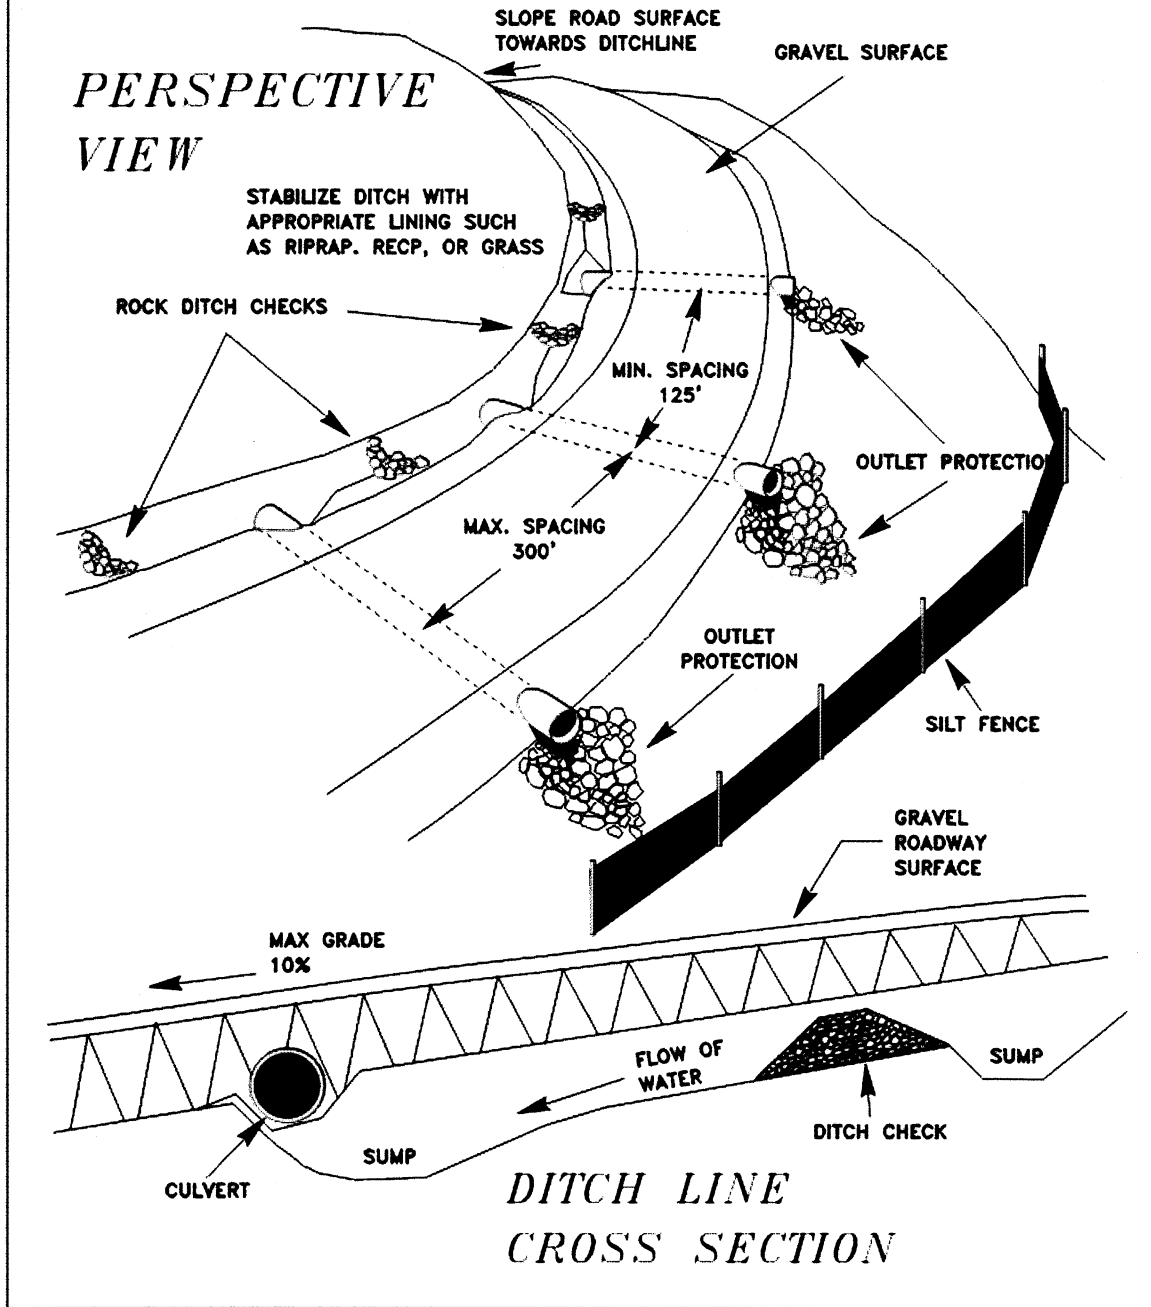 SLOPE ROAD SURFACE
TOWARDS DITCHLINE
GRAVEL SURFACE
PERSPECTIVE
VIEW
STABILIZE DITCH WITH
APPROPRIATE LINING SUCH
AS RIPRAP. RECP, OR GRASS
ROCK DITCH CHECKS
MIN. SPACING
125'
OUTLET PROTECTION
MAX. SPACING
300'
OUTLET
PROTECTION
SILT FENCE
GRAVEL
ROADWAY
SURFACE
MAX GRADE
10%
FLOW OF
WATER
SUMP
DITCH CHECK
SUMP
CULVERT
DITCH LINE
CROSS SECTION